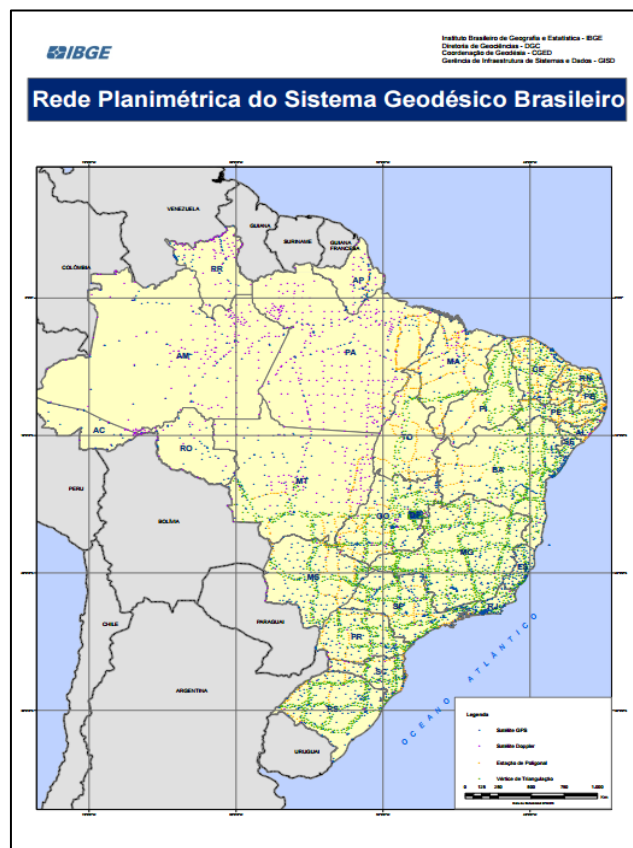 IBGE
Instituto Brasileiro de Geografia e Estatística - IBGE
Diretoria de Geociências - DGC
Coordenação de Geodésia - CGED
Gerência de Infraestrutura de Sistemas e Dados - GISD
Rede Planimétrica do Sistema Geodésico Brasileiro
VENEZUELA
GUIANA
SURINAME
GUIANA
FRANCESA
COLÔMBIA
RR
AP
AM
PA
MA
CE
RN
PB
PI
PE
AL
SE
AC
TO
RO
BA
MT
PERU
GO
DF
BOLÍVIA
MG
ES
MS
SP
RJ
PARAGUAI
CHILE
PR
SC
ARGENTINA
RS
URUGUAI
OCEANO ATLÂNTICO
Legenda
Satélite GPS
Satélite Doppler
Estação de Poligonal
Vértice de Triangulação